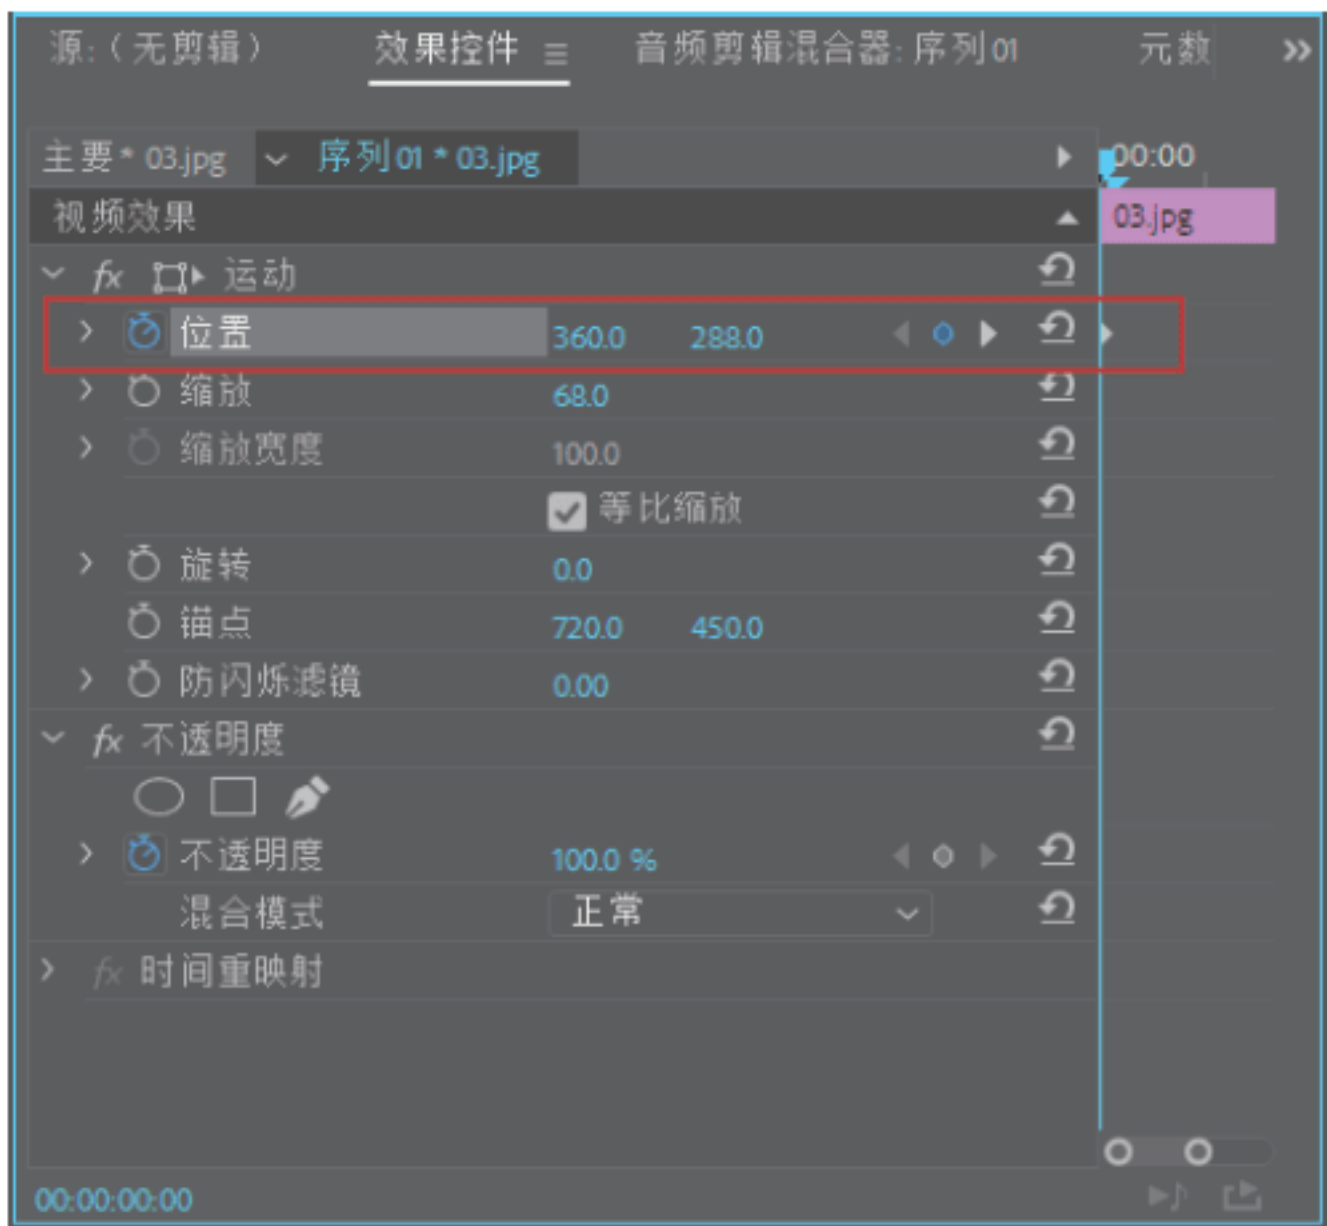 源:（无剪辑） 效果控件 音频剪辑混合器: 序列 01 元数
主要* 03.jpg 序列 01 * 03.jpg 00:00
视频效果 03.jpg
fx 运动
位置 360.0 288.0
缩放 68.0
缩放宽度 100.0
等比缩放
旋转 0.0
锚点 720.0 450.0
防闪烁滤镜 0.00
fx 不透明度
不透明度 100.0 %
混合模式 正常
fx 时间重映射
00:00:00:00